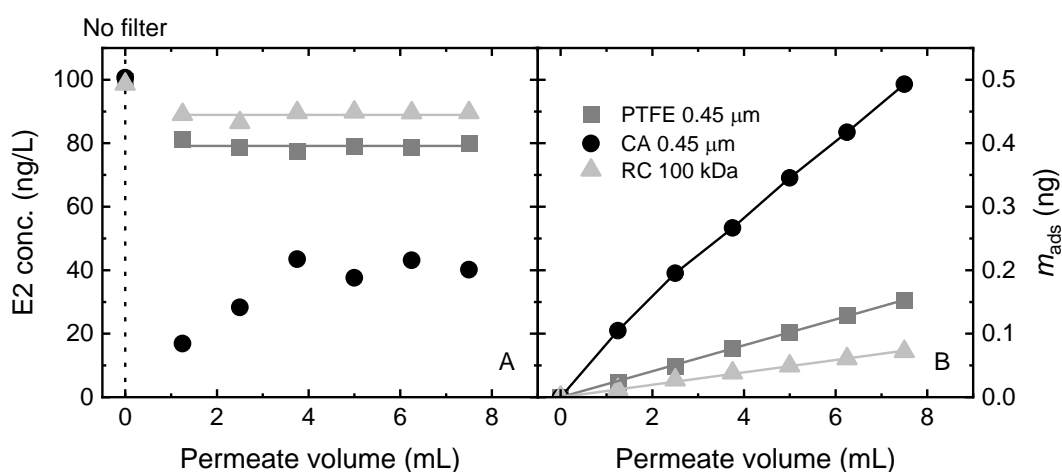 No filter
100
80
60
40
20
0
E2 conc. (ng/L)
0
2
4
6
8
Permeate volume (mL)
A
PTFE 0.45 μm
CA 0.45 μm
RC 100 kDa
B
0
2
4
6
8
Permeate volume (mL)
0.5
0.4
0.3
0.2
0.1
0.0
mads (ng)